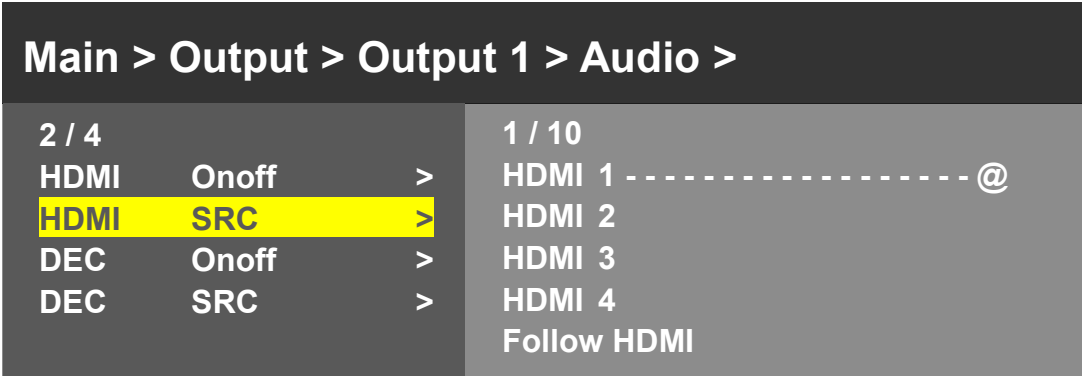 Main > Output > Output 1 > Audio >
2 / 4
HDMI Onoff >
HDMI SRC >
DEC Onoff >
DEC SRC >
1 / 10
HDMI 1 - - - - - - - - - - - - - - - - - - @
HDMI 2
HDMI 3
HDMI 4
Follow HDMI